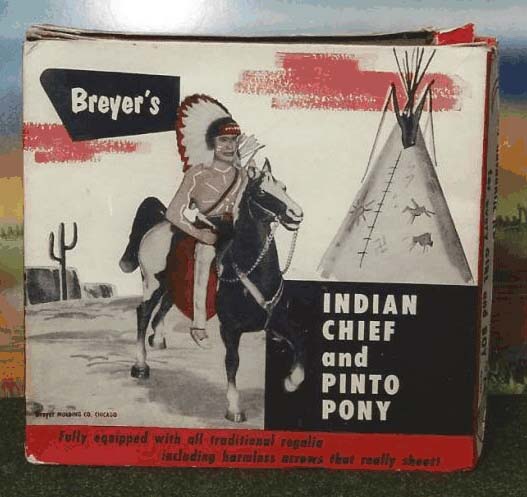 Breyer's
INDIAN
CHIEF
and
PINTO
PONY
Breyer MOLDING CO. CHICAGO
Fully equipped with all traditional regalia
including harmless arrows that really shoot!